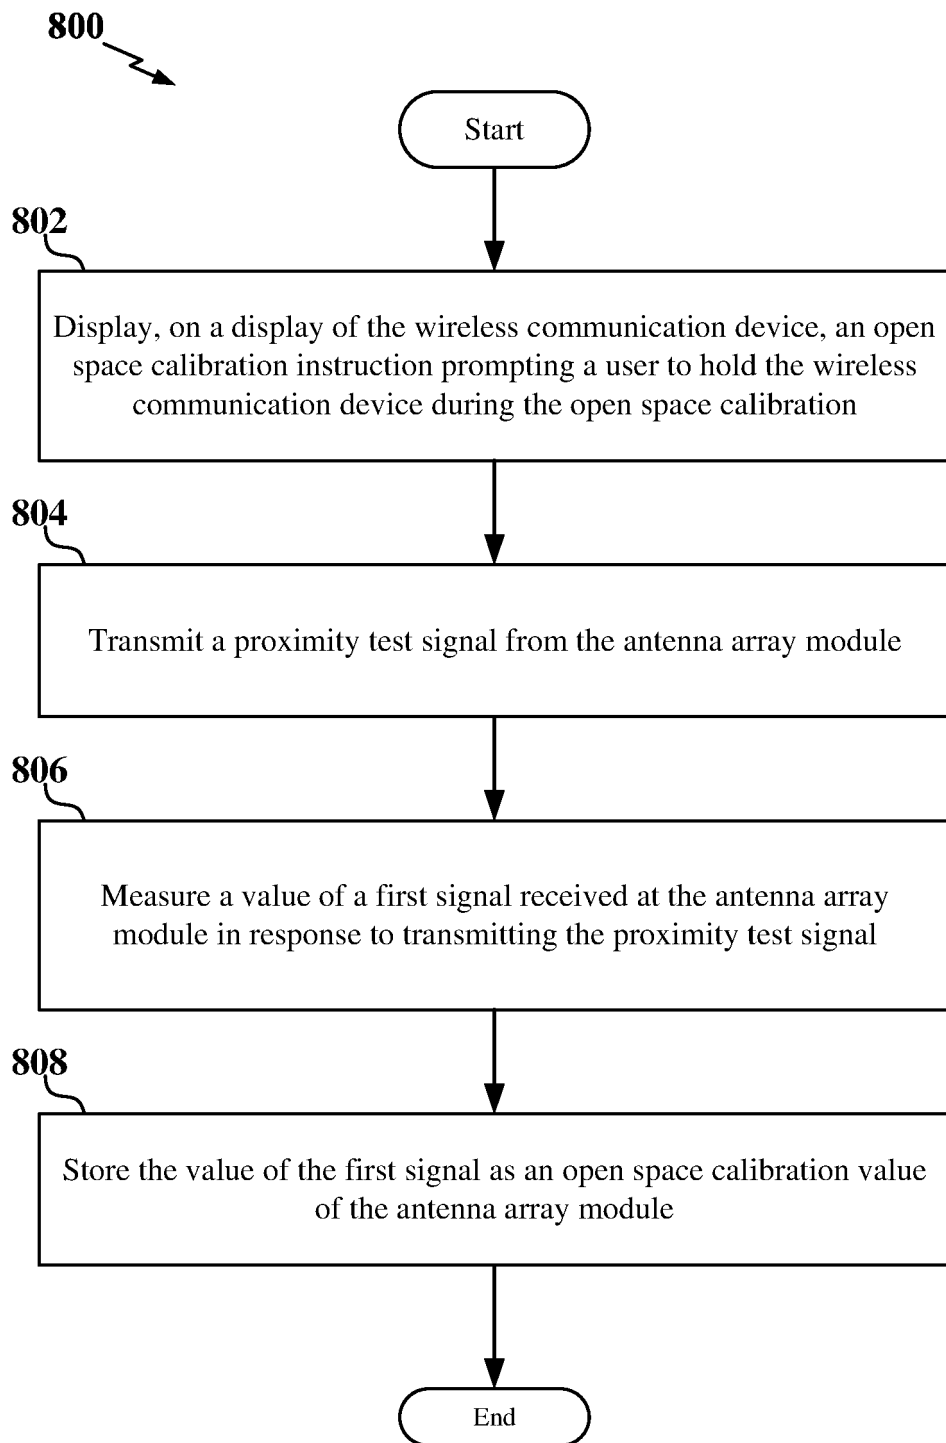 800
Start
802
Display, on a display of the wireless communication device, an open
space calibration instruction prompting a user to hold the wireless
communication device during the open space calibration
804
Transmit a proximity test signal from the antenna array module
806
Measure a value of a first signal received at the antenna array
module in response to transmitting the proximity test signal
808
Store the value of the first signal as an open space calibration value
of the antenna array module
End